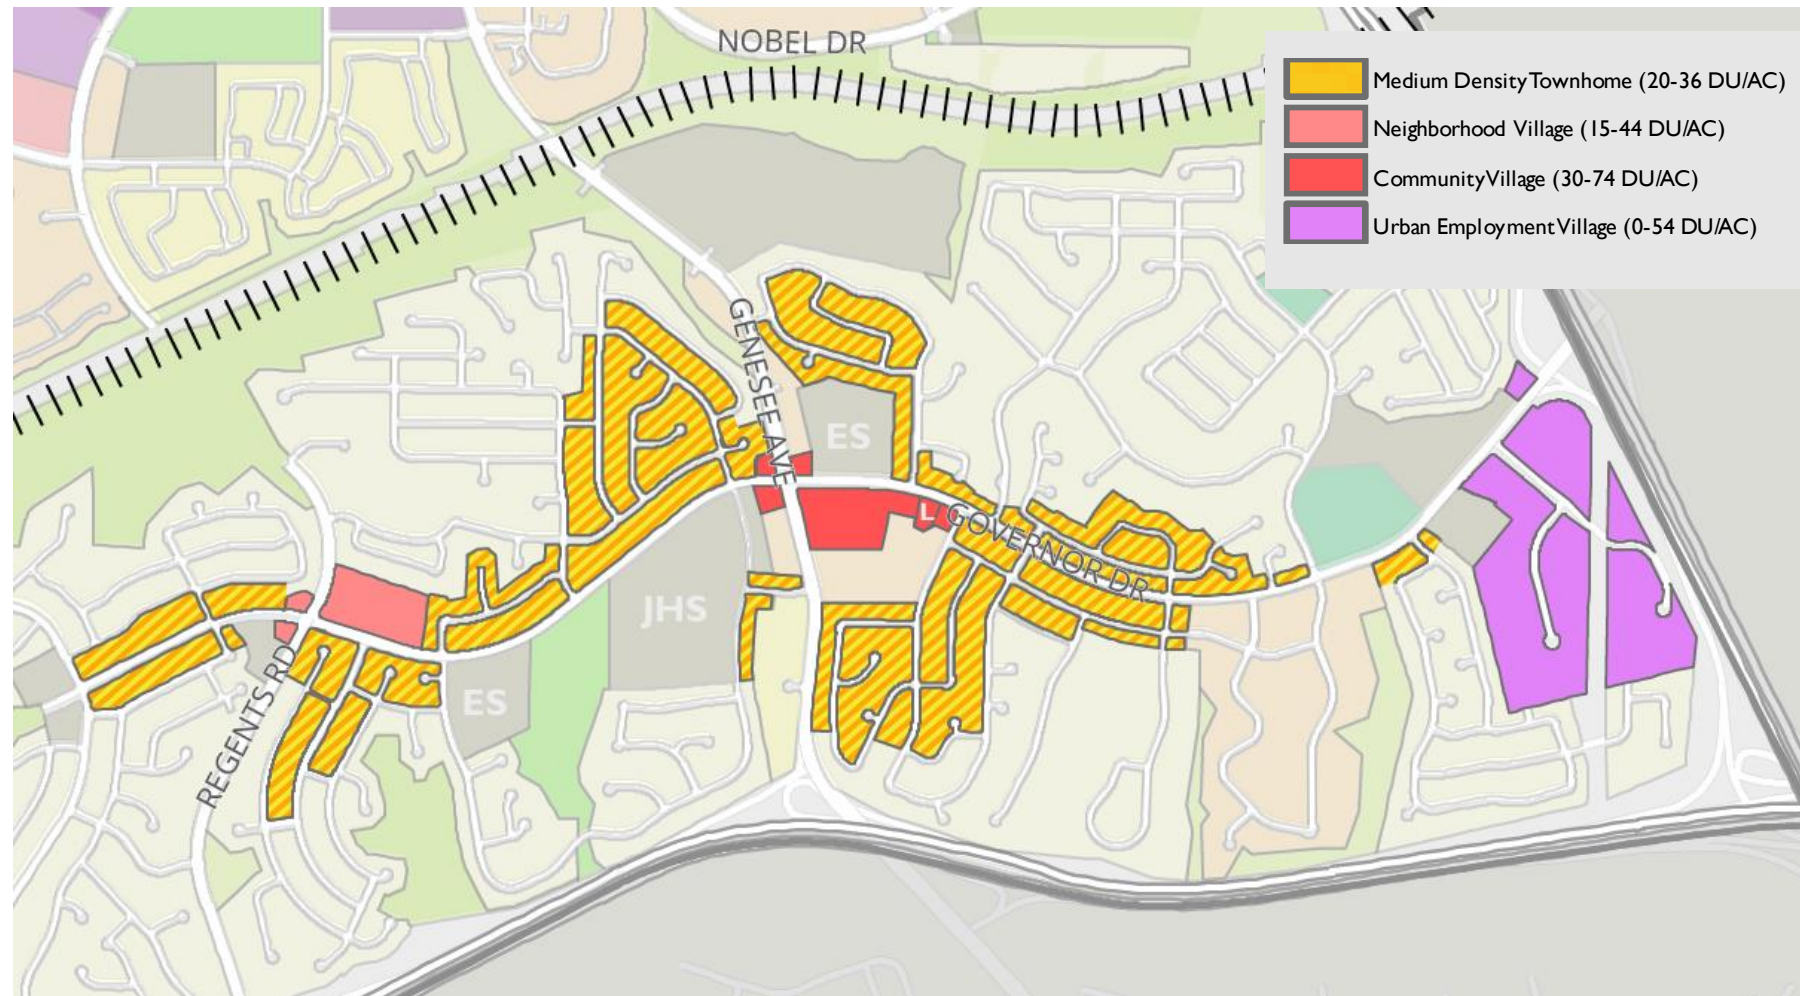 NOBEL DR
Medium Density Townhome (20-36 DU/AC)
Neighborhood Village (15-44 DU/AC)
Community Village (30-74 DU/AC)
Urban Employment Village (0-54 DU/AC)
GENESEE AVE
ES
L
GOVERNOR DR
JHS
REGENTS RD
ES